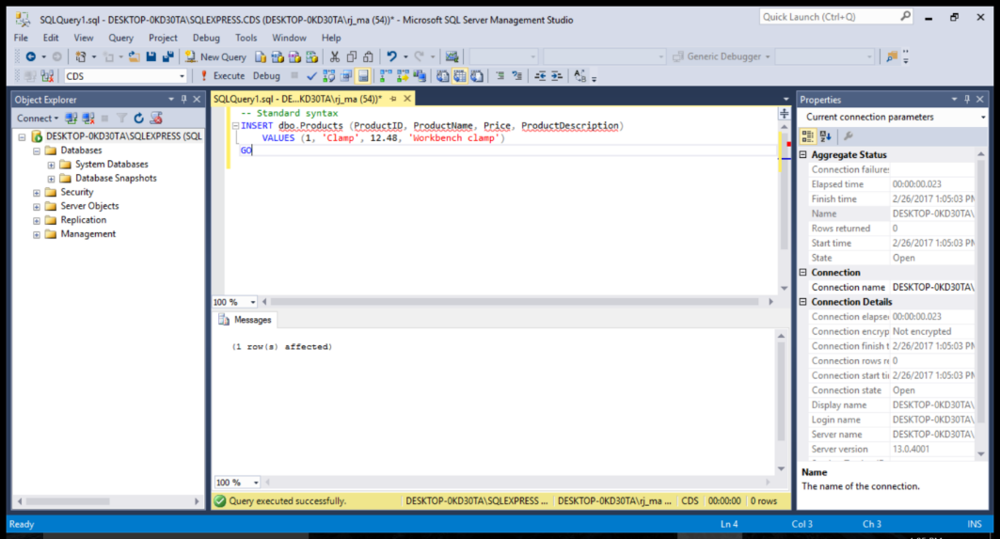 SQLQuery1.sql - DESKTOP-0KD30TA\SQLEXPRESS.CDS (DESKTOP-0KD30TA\rj_ma (54))* - Microsoft SQL Server Management Studio
Quick Launch (Ctrl+Q)
File Edit View Query Project Debug Tools Window Help
New Query
Generic Debugger
CDS
Execute Debug
Object Explorer
Connect
DESKTOP-0KD30TA\SQLEXPRESS (SQL
Databases
System Databases
Database Snapshots
Security
Server Objects
Replication
Management
SQLQuery1.sql - DE...KD30TA\rj_ma (54))*
-- Standard syntax
INSERT dbo.Products (ProductID, ProductName, Price, ProductDescription)
VALUES (1, 'Clamp', 12.48, 'Workbench clamp')
GO
100 %
Messages
(1 row(s) affected)
100 %
Query executed successfully. DESKTOP-0KD30TA\SQLEXPRESS ... DESKTOP-0KD30TA\rj_ma ... CDS 00:00:00 0 rows
Properties
Current connection parameters
Aggregate Status
Connection failures
Elapsed time 00:00:00.023
Finish time 2/26/2017 1:05:03 PM
Name DESKTOP-0KD30TA\
Rows returned 0
Start time 2/26/2017 1:05:03 PM
State Open
Connection
Connection name DESKTOP-0KD30TA\
Connection Details
Connection elapse 00:00:00.023
Connection encryp Not encrypted
Connection finish t 2/26/2017 1:05:03 PM
Connection rows re 0
Connection start ti 2/26/2017 1:05:03 PM
Connection state Open
Display name DESKTOP-0KD30TA\
Login name DESKTOP-0KD30TA\
Server name DESKTOP-0KD30TA\
Server version 13.0.4001
Name
The name of the connection.
Ready Ln 4 Col 3 Ch 3 INS